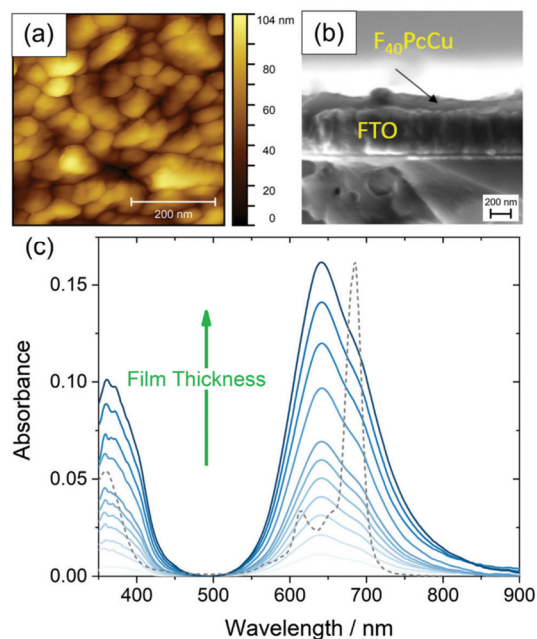 (a)
104 nm
80
60
40
20
0
200 nm
(b)
F₄₀PcCu
FTO
200 nm
(c)
Film Thickness
Absorbance
0.15
0.10
0.05
0.00
400
500
600
700
800
900
Wavelength / nm